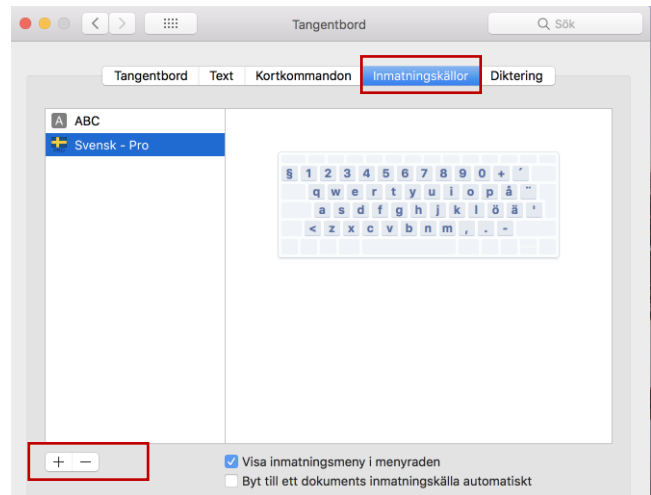 Tangentbord
Sök
Tangentbord Text Kortkommandon Inmatningskällor Diktering
A ABC
Svensk - Pro
§ 1 2 3 4 5 6 7 8 9 0 + ´
q w e r t y u i o p å ¨
a s d f g h j k l ö ä '
< z x c v b n m , . -
+ −
Visa inmatningsmeny i menyraden
Byt till ett dokuments inmatningskälla automatiskt